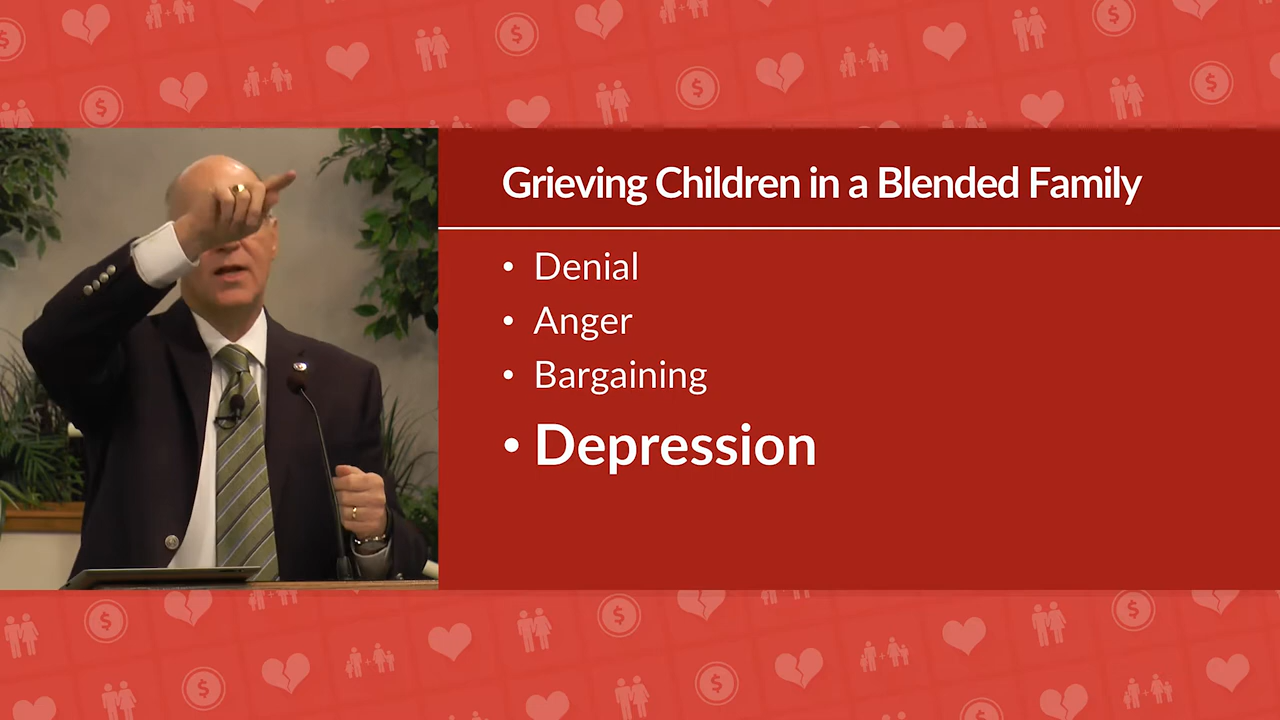 Grieving Children in a Blended Family
• Denial
• Anger
• Bargaining
• Depression